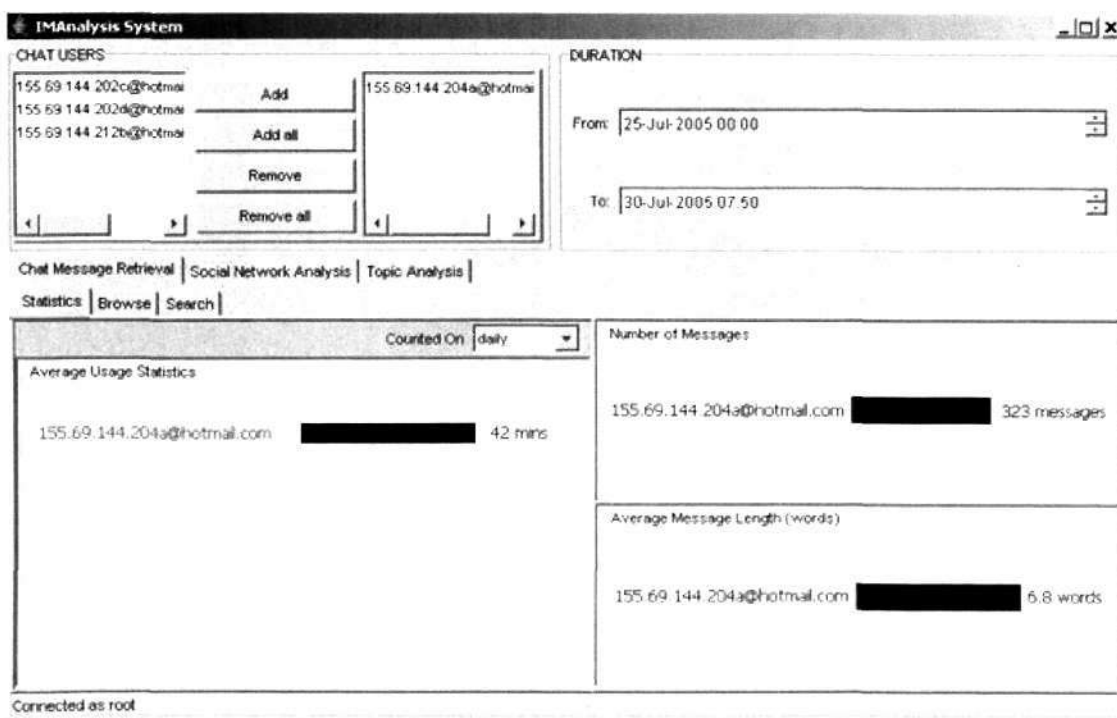 IMAnalysis System
CHAT USERS
155.69.144.202c@hotmai
155.69.144.202d@hotmai
155.69.144.212b@hotmai
Add
Add all
Remove
Remove all
155.69.144.204a@hotmai
DURATION
From: 25-Jul-2005 00:00
To: 30-Jul-2005 07:50
Chat Message Retrieval Social Network Analysis Topic Analysis
Statistics Browse Search
Counted On daily
Average Usage Statistics
155.69.144.204a@hotmail.com 42 mins
Number of Messages
155.69.144.204a@hotmail.com 323 messages
Average Message Length (words)
155.69.144.204a@hotmail.com 6.8 words
Connected as root